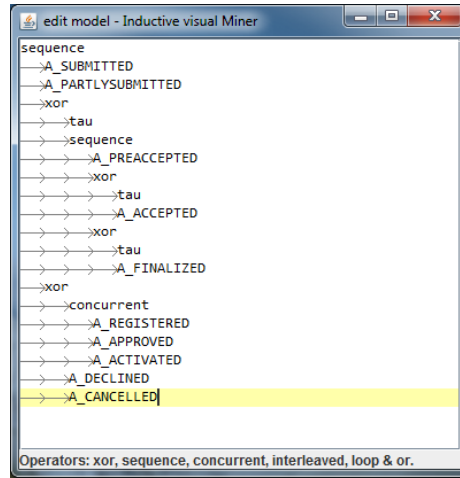 edit model - Inductive visual Miner
sequence
A_SUBMITTED
A_PARTLYSUBMITTED
xor
tau
sequence
A_PREACCEPTED
xor
tau
A_ACCEPTED
xor
tau
A_FINALIZED
xor
concurrent
A_REGISTERED
A_APPROVED
A_ACTIVATED
A_DECLINED
A_CANCELLED
Operators: xor, sequence, concurrent, interleaved, loop & or.